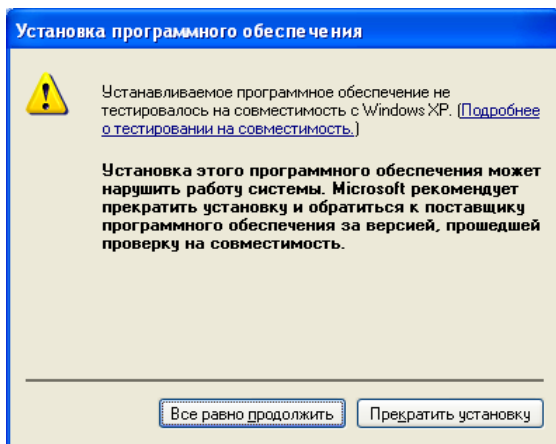 Установка программного обеспечения
Устанавливаемое программное обеспечение не
тестировалось на совместимость с Windows XP. (Подробнее
о тестировании на совместимость.)
Установка этого программного обеспечения может
нарушить работу системы. Microsoft рекомендует
прекратить установку и обратиться к поставщику
программного обеспечения за версией, прошедшей
проверку на совместимость.
Все равно продолжить
Прекратить установку